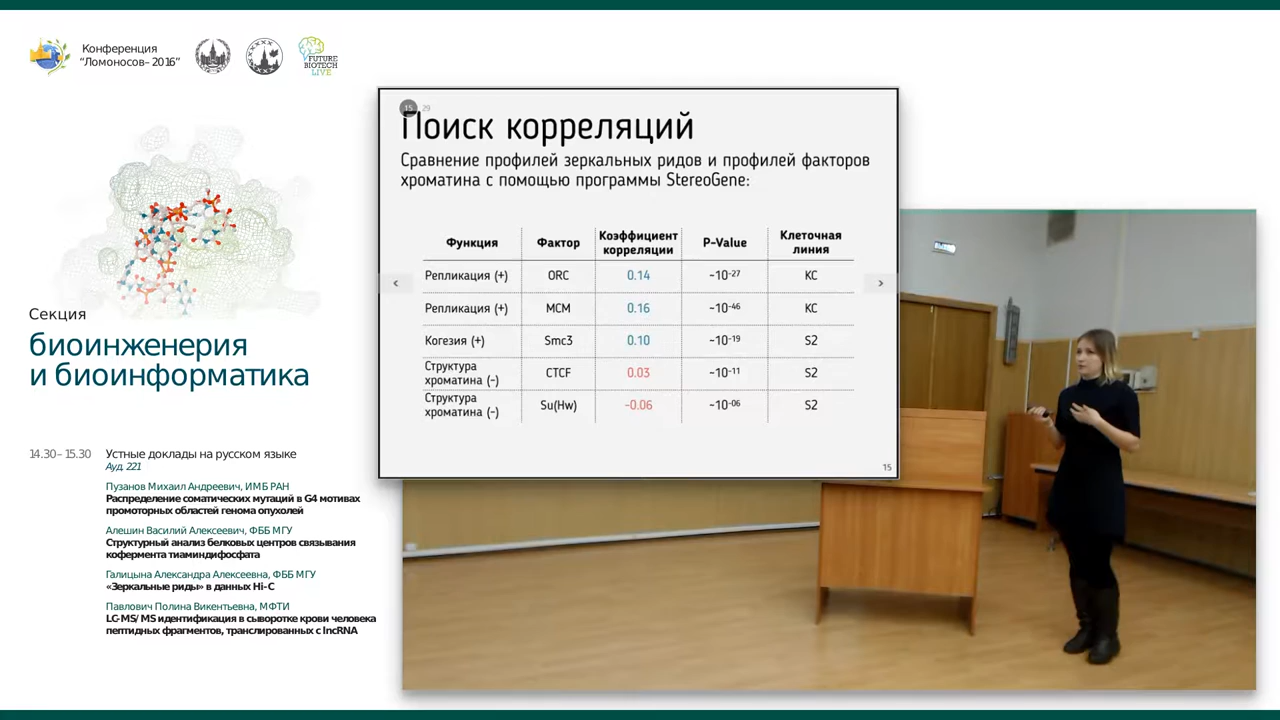 Конференция
“Ломоносов–2016”
FUTURE
BIOTECH
LIVE
Секция
биоинженерия
и биоинформатика
14.30–15.30 Устные доклады на русском языке
Ауд. 221
Пузанов Михаил Андреевич, ИМБ РАН
Распределение соматических мутаций в G4 мотивах
промоторных областей генома опухолей
Алешин Василий Алексеевич, ФББ МГУ
Структурный анализ белковых центров связывания
кофермента тиаминдифосфата
Галицына Александра Алексеевна, ФББ МГУ
«Зеркальные риды» в данных Hi-C
Павлович Полина Викентьевна, МФТИ
LC-MS/MS идентификация в сыворотке крови человека
пептидных фрагментов, транслированных с lncRNA
15 29
Поиск корреляций
Сравнение профилей зеркальных ридов и профилей факторов
хроматина с помощью программы StereoGene:
Функция Фактор Коэффициент корреляции P-Value Клеточная линия
Репликация (+) ORC 0.14 ~10⁻²⁷ KC
Репликация (+) MCM 0.16 ~10⁻⁴⁶ KC
Когезия (+) Smc3 0.10 ~10⁻¹⁹ S2
Структура хроматина (-) CTCF 0.03 ~10⁻¹¹ S2
Структура хроматина (-) Su(Hw) -0.06 ~10⁻⁰⁶ S2
15